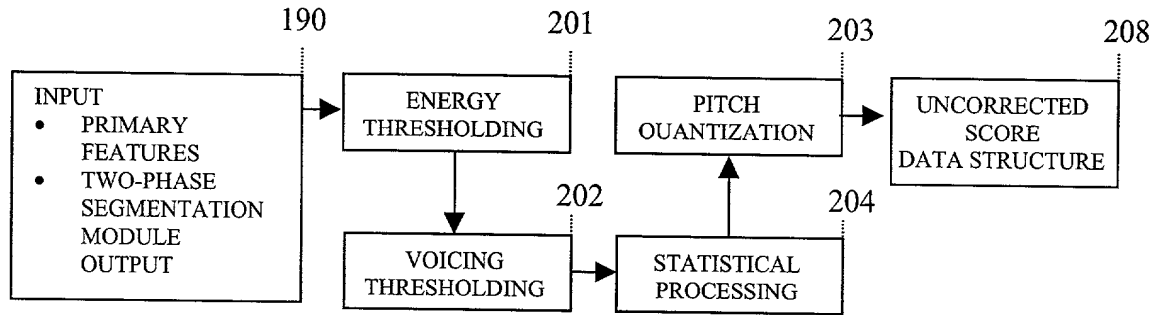 190
201
203
208
INPUT
• PRIMARY
FEATURES
• TWO-PHASE
SEGMENTATION
MODULE
OUTPUT
ENERGY
THRESHOLDING
PITCH
QUANTIZATION
UNCORRECTED
SCORE
DATA STRUCTURE
202
204
VOICING
THRESHOLDING
STATISTICAL
PROCESSING